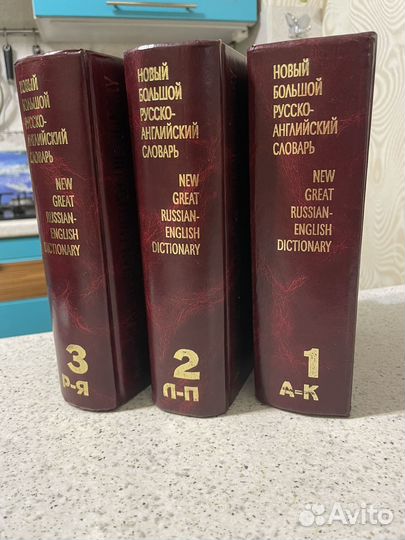 НОВЫЙ
БОЛЬШОЙ
РУССКО-
АНГЛИЙСКИЙ
СЛОВАРЬ
NEW
GREAT
RUSSIAN-
ENGLISH
DICTIONARY
3
Р-Я
НОВЫЙ
БОЛЬШОЙ
РУССКО-
АНГЛИЙСКИЙ
СЛОВАРЬ
NEW
GREAT
RUSSIAN-
ENGLISH
DICTIONARY
2
Л-П
НОВЫЙ
БОЛЬШОЙ
РУССКО-
АНГЛИЙСКИЙ
СЛОВАРЬ
NEW
GREAT
RUSSIAN-
ENGLISH
DICTIONARY
1
А-К
Avito